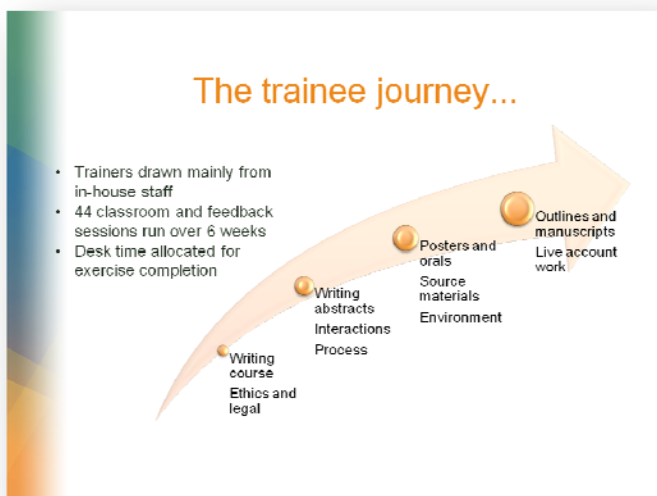 The trainee journey...
• Trainers drawn mainly from
in-house staff
• 44 classroom and feedback
sessions run over 6 weeks
• Desk time allocated for
exercise completion
Writing
course
Ethics and
legal
Writing
abstracts
Interactions
Process
Posters and
orals
Source
materials
Environment
Outlines and
manuscripts
Live account
work